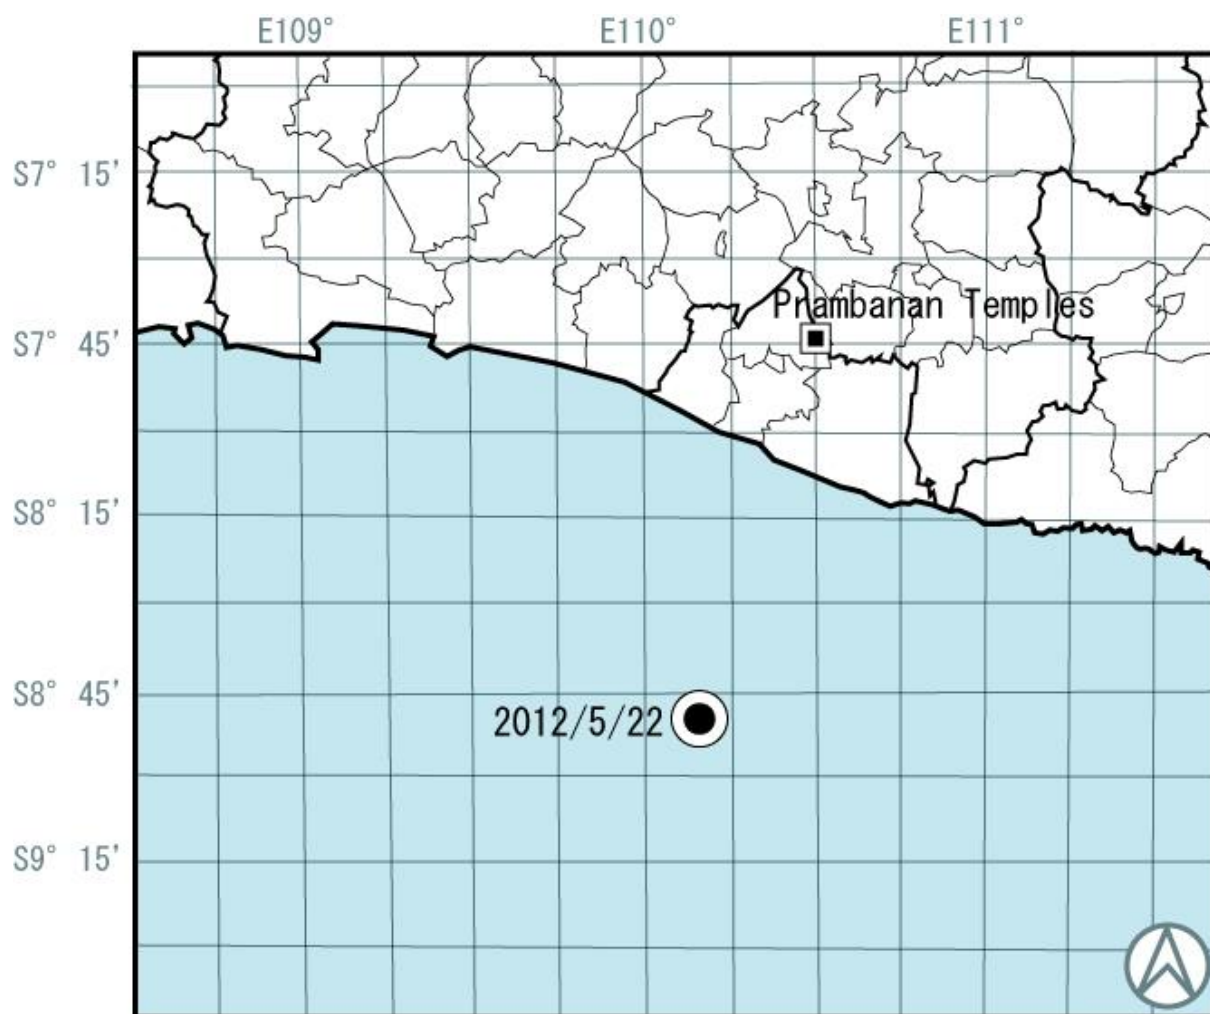 E109° E110° E111°
S7° 15'
Prambanan Temples
S7° 45'
S8° 15'
S8° 45'
2012/5/22
S9° 15'